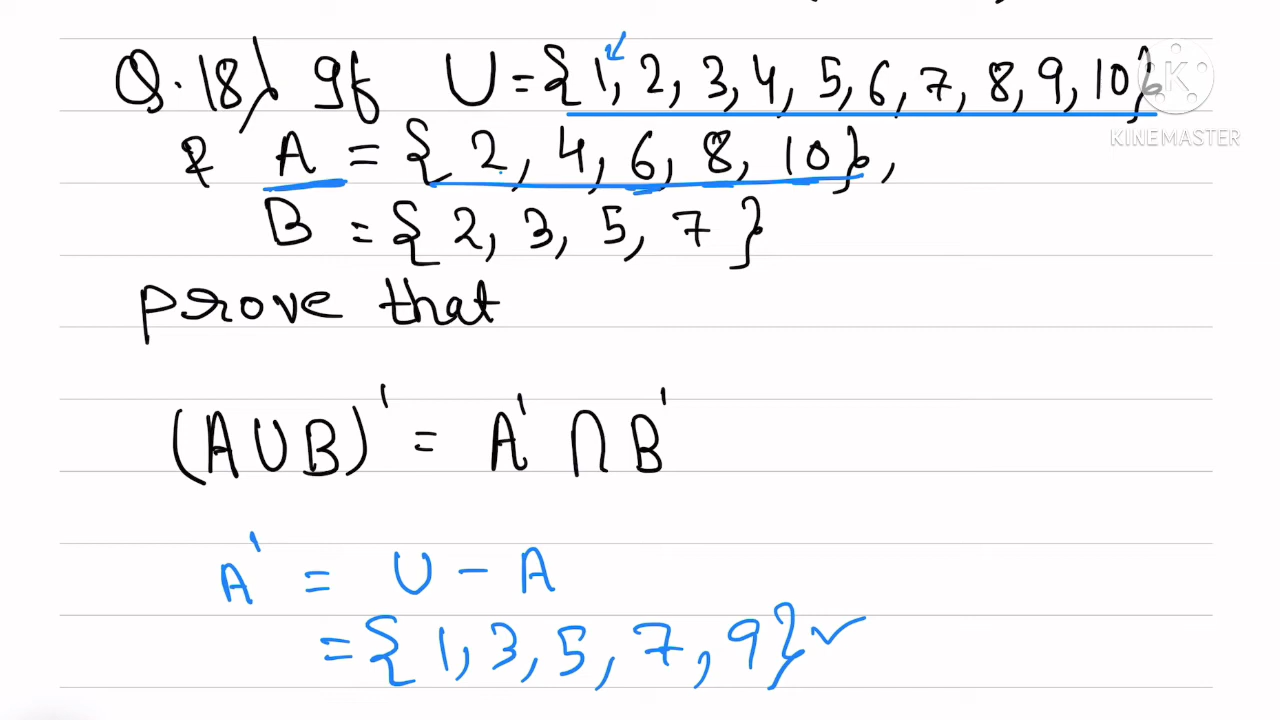 Q.18) If U = {1, 2, 3, 4, 5, 6, 7, 8, 9, 10}
& A = {2, 4, 6, 8, 10},
B = {2, 3, 5, 7}
prove that
(A∪B)' = A' ∩ B'
A' = U - A
= {1, 3, 5, 7, 9} ✓
K
KINEMASTER